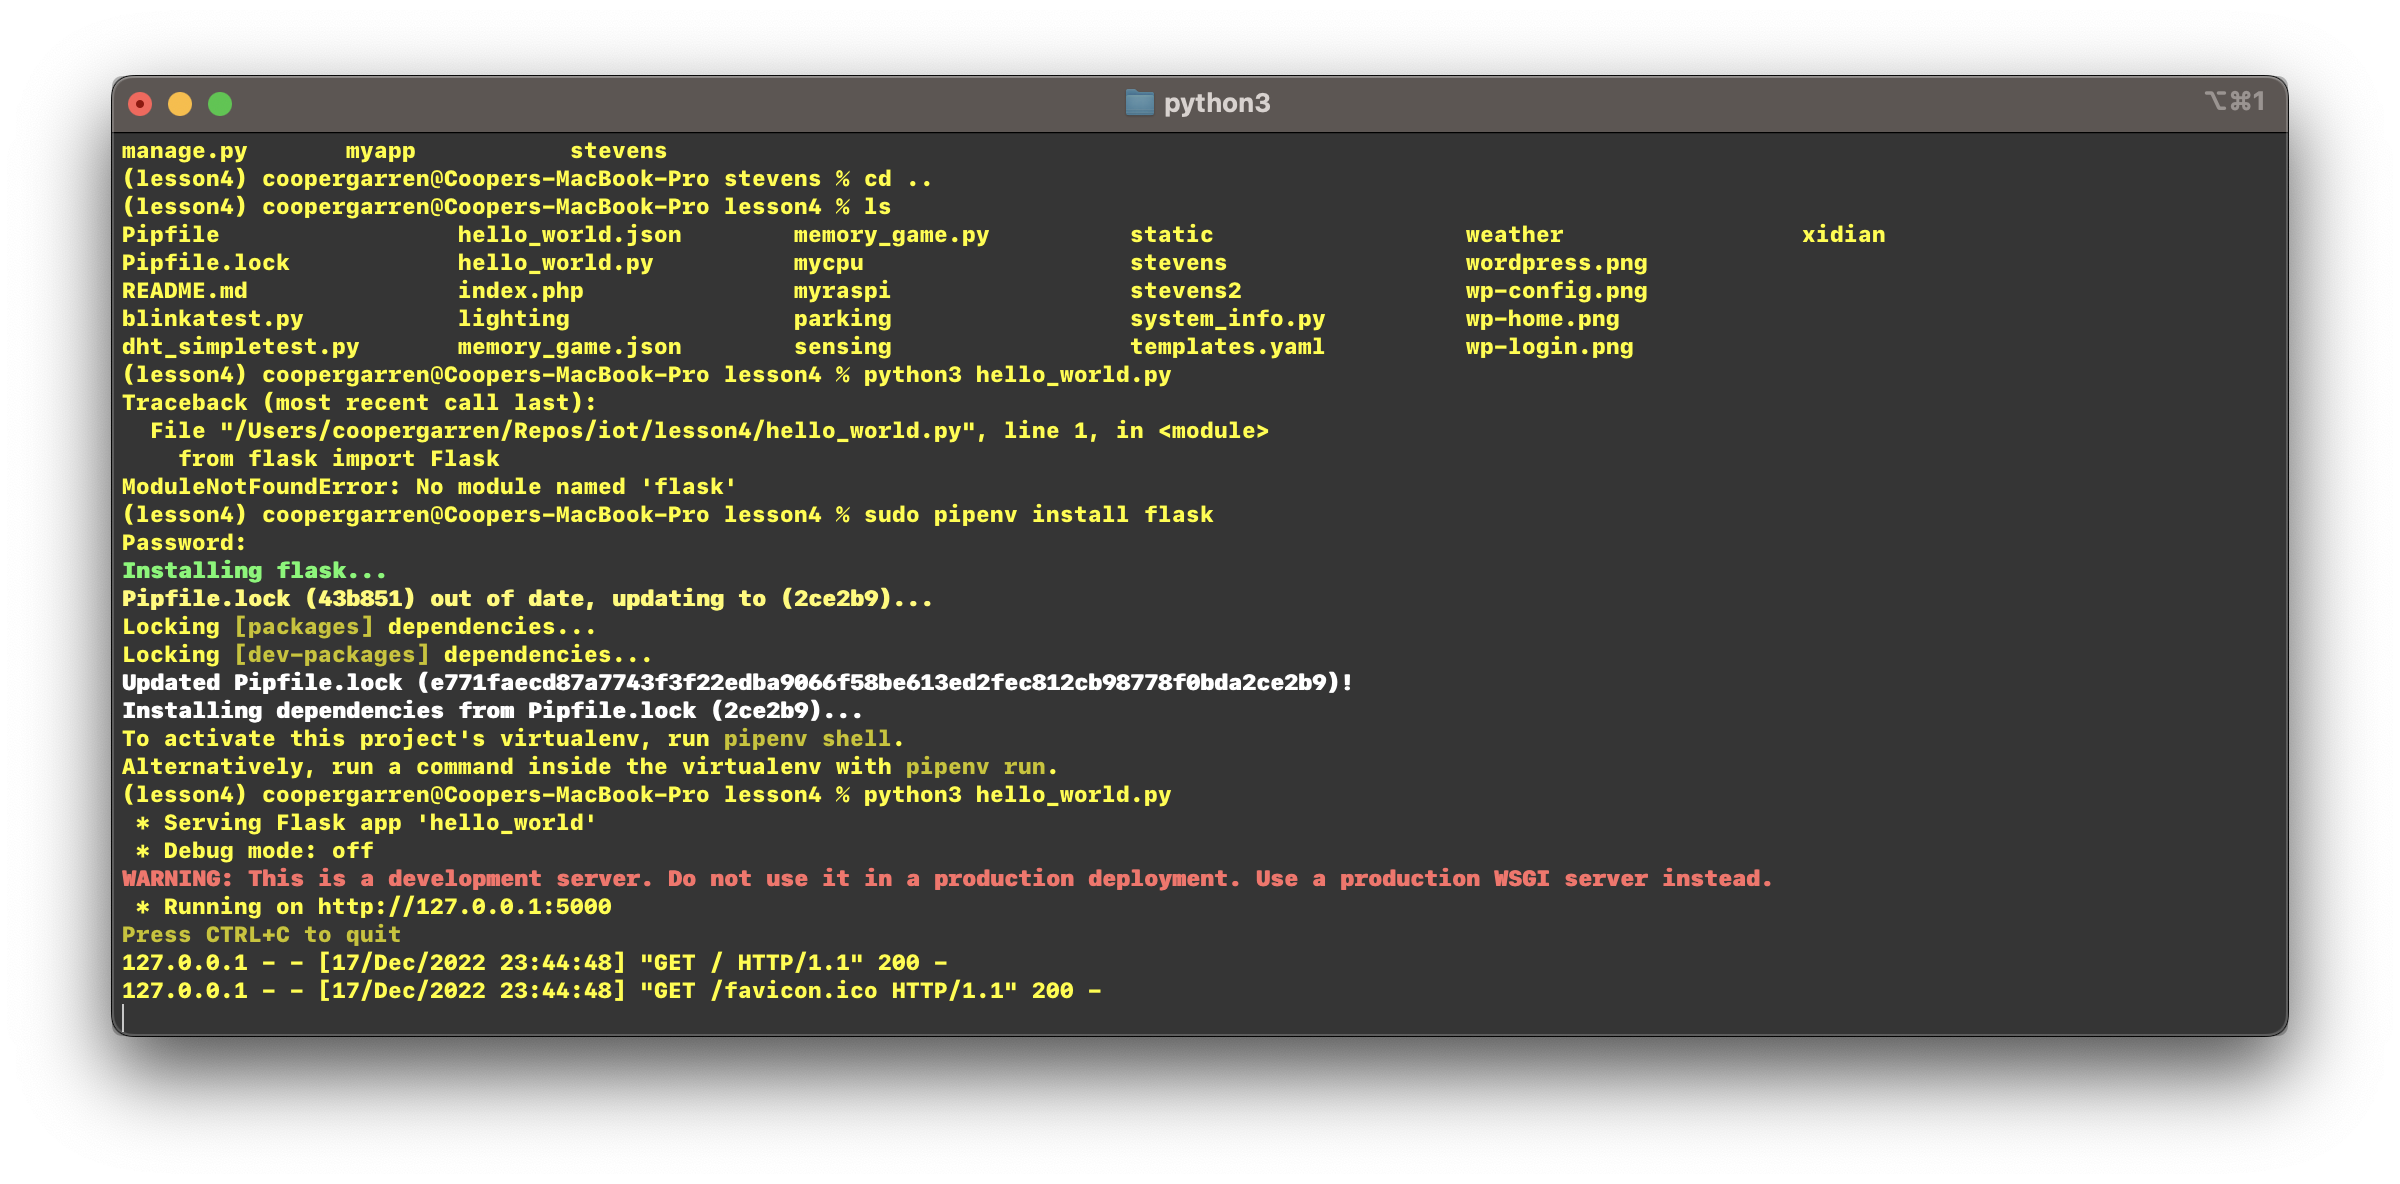 python3
⌥⌘1
manage.py       myapp           stevens
(lesson4) coopergarren@Coopers-MacBook-Pro stevens % cd ..
(lesson4) coopergarren@Coopers-MacBook-Pro lesson4 % ls
Pipfile                 hello_world.json        memory_game.py          static                  weather                 xidian
Pipfile.lock            hello_world.py          mycpu                   stevens                 wordpress.png
README.md               index.php               myraspi                 stevens2                wp-config.png
blinkatest.py           lighting                parking                 system_info.py          wp-home.png
dht_simpletest.py       memory_game.json        sensing                 templates.yaml          wp-login.png
(lesson4) coopergarren@Coopers-MacBook-Pro lesson4 % python3 hello_world.py
Traceback (most recent call last):
  File "/Users/coopergarren/Repos/iot/lesson4/hello_world.py", line 1, in <module>
    from flask import Flask
ModuleNotFoundError: No module named 'flask'
(lesson4) coopergarren@Coopers-MacBook-Pro lesson4 % sudo pipenv install flask
Password:
Installing flask...
Pipfile.lock (43b851) out of date, updating to (2ce2b9)...
Locking [packages] dependencies...
Locking [dev-packages] dependencies...
Updated Pipfile.lock (e771faecd87a7743f3f22edba9066f58be613ed2fec812cb98778f0bda2ce2b9)!
Installing dependencies from Pipfile.lock (2ce2b9)...
To activate this project's virtualenv, run pipenv shell.
Alternatively, run a command inside the virtualenv with pipenv run.
(lesson4) coopergarren@Coopers-MacBook-Pro lesson4 % python3 hello_world.py
 * Serving Flask app 'hello_world'
 * Debug mode: off
WARNING: This is a development server. Do not use it in a production deployment. Use a production WSGI server instead.
 * Running on http://127.0.0.1:5000
Press CTRL+C to quit
127.0.0.1 - - [17/Dec/2022 23:44:48] "GET / HTTP/1.1" 200 -
127.0.0.1 - - [17/Dec/2022 23:44:48] "GET /favicon.ico HTTP/1.1" 200 -